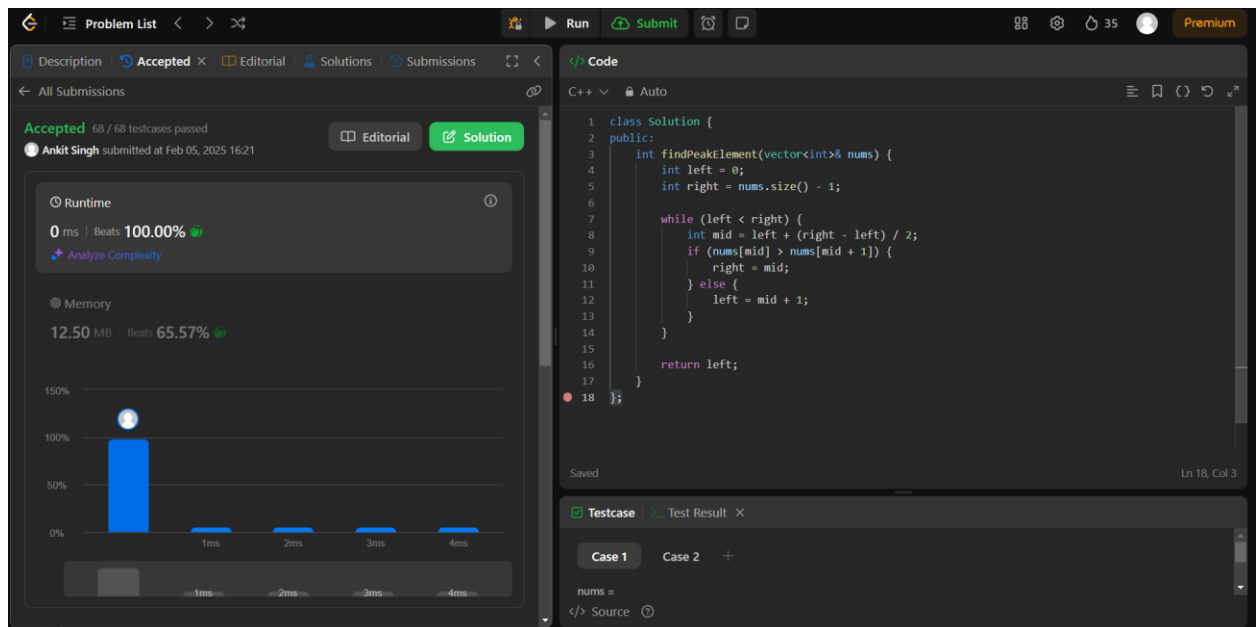 Problem List
Run
Submit
35
Premium
Description
Accepted
Editorial
Solutions
Submissions
All Submissions
Accepted 68 / 68 testcases passed
Ankit Singh submitted at Feb 05, 2025 16:21
Editorial
Solution
Runtime
0 ms | Beats 100.00%
Analyze Complexity
Memory
12.50 MB | Beats 65.57%
150%
100%
50%
0%
1ms 2ms 3ms 4ms
1ms 2ms 3ms 4ms
</> Code
C++ Auto
1 class Solution {
2 public:
3 int findPeakElement(vector<int>& nums) {
4 int left = 0;
5 int right = nums.size() - 1;
6
7 while (left < right) {
8 int mid = left + (right - left) / 2;
9 if (nums[mid] > nums[mid + 1]) {
10 right = mid;
11 } else {
12 left = mid + 1;
13 }
14 }
15
16 return left;
17 }
18 };
Saved
Ln 18, Col 3
Testcase
Test Result
Case 1 Case 2 +
nums =
</> Source